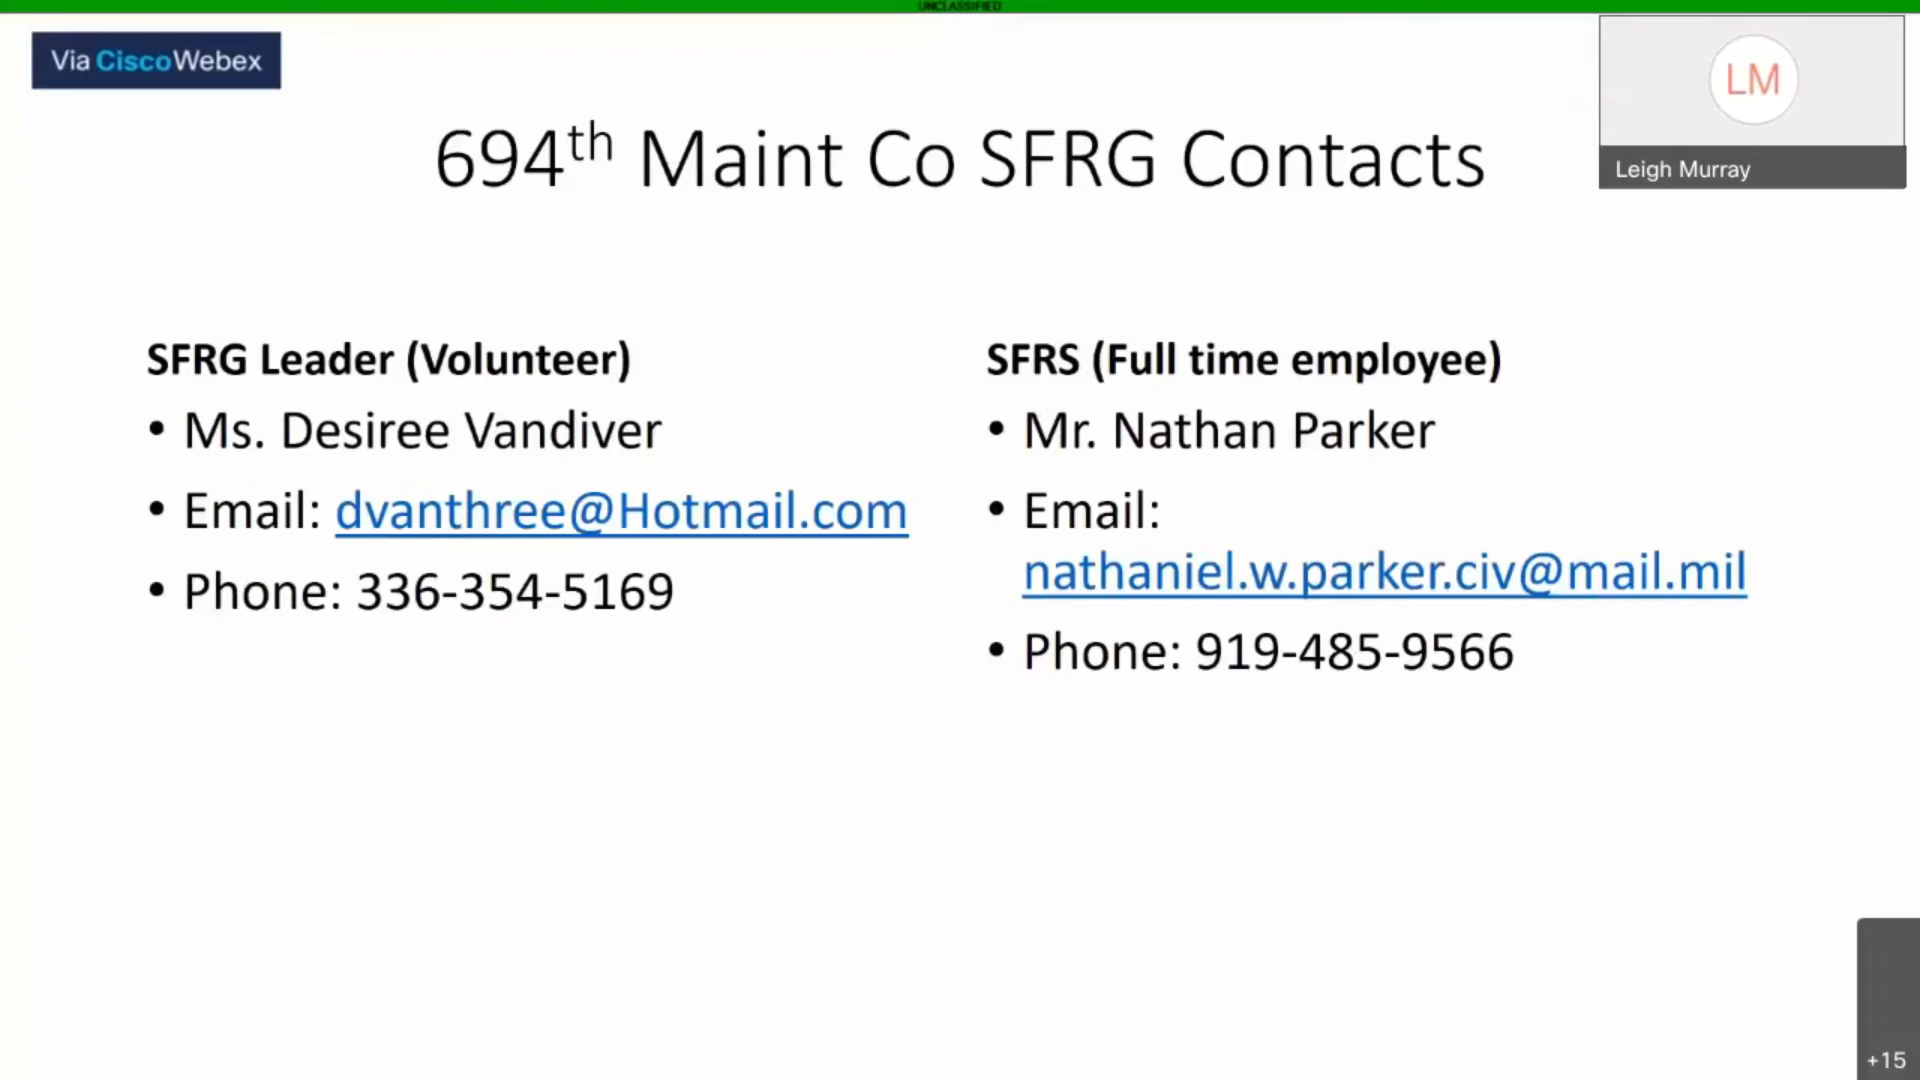 UNCLASSIFIED
Via CiscoWebex
LM
Leigh Murray
694th Maint Co SFRG Contacts
SFRG Leader (Volunteer)
• Ms. Desiree Vandiver
• Email: dvanthree@Hotmail.com
• Phone: 336-354-5169
SFRS (Full time employee)
• Mr. Nathan Parker
• Email:
nathaniel.w.parker.civ@mail.mil
• Phone: 919-485-9566
+15